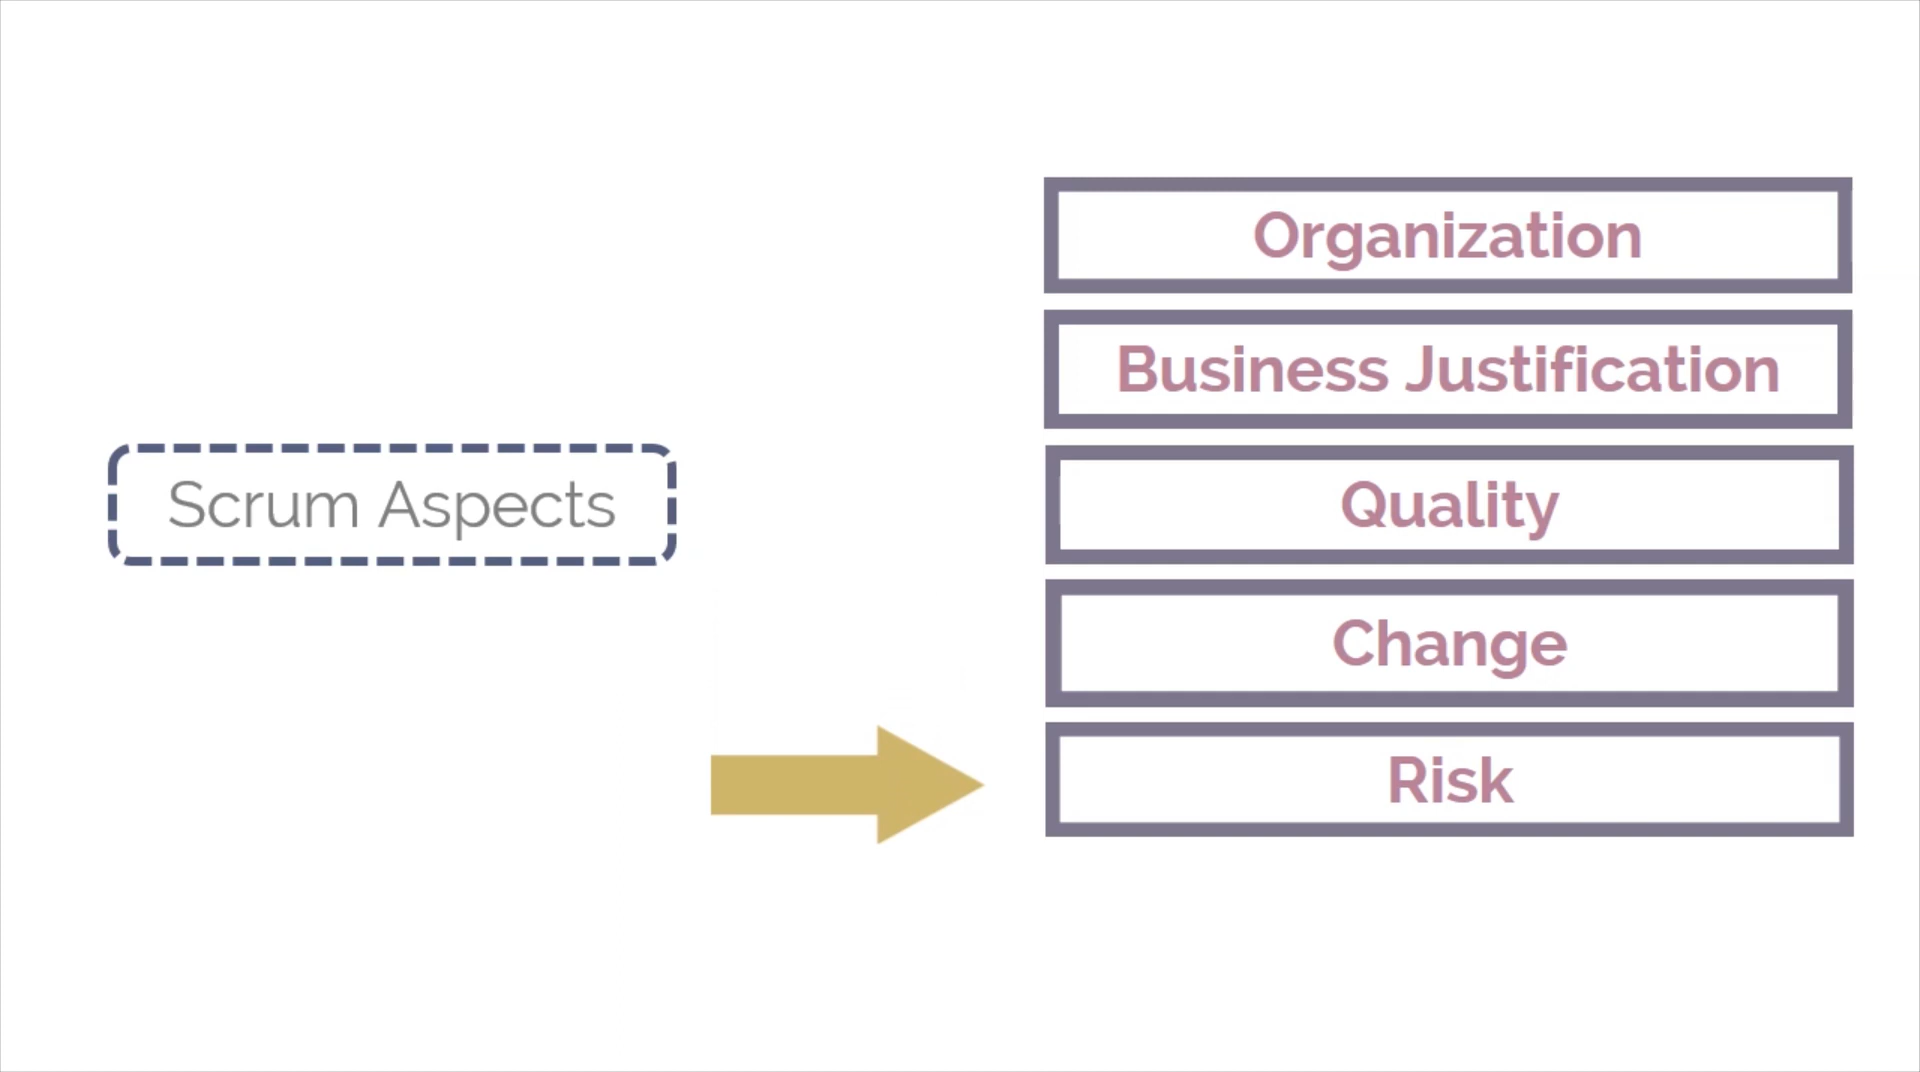 Scrum Aspects
Organization
Business Justification
Quality
Change
Risk